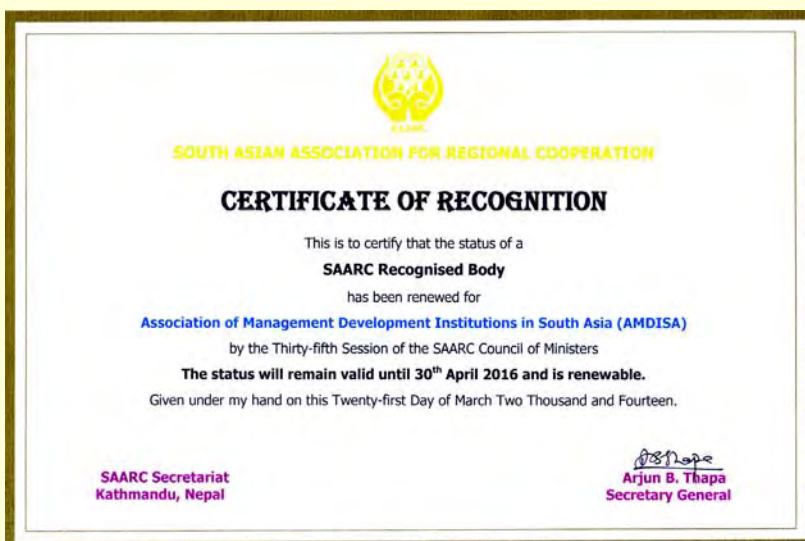 SAARC
SOUTH ASIAN ASSOCIATION FOR REGIONAL COOPERATION
CERTIFICATE OF RECOGNITION
This is to certify that the status of a
SAARC Recognised Body
has been renewed for
Association of Management Development Institutions in South Asia (AMDISA)
by the Thirty-fifth Session of the SAARC Council of Ministers
The status will remain valid until 30th April 2016 and is renewable.
Given under my hand on this Twenty-first Day of March Two Thousand and Fourteen.
SAARC Secretariat
Kathmandu, Nepal
Arjun B. Thapa
Secretary General